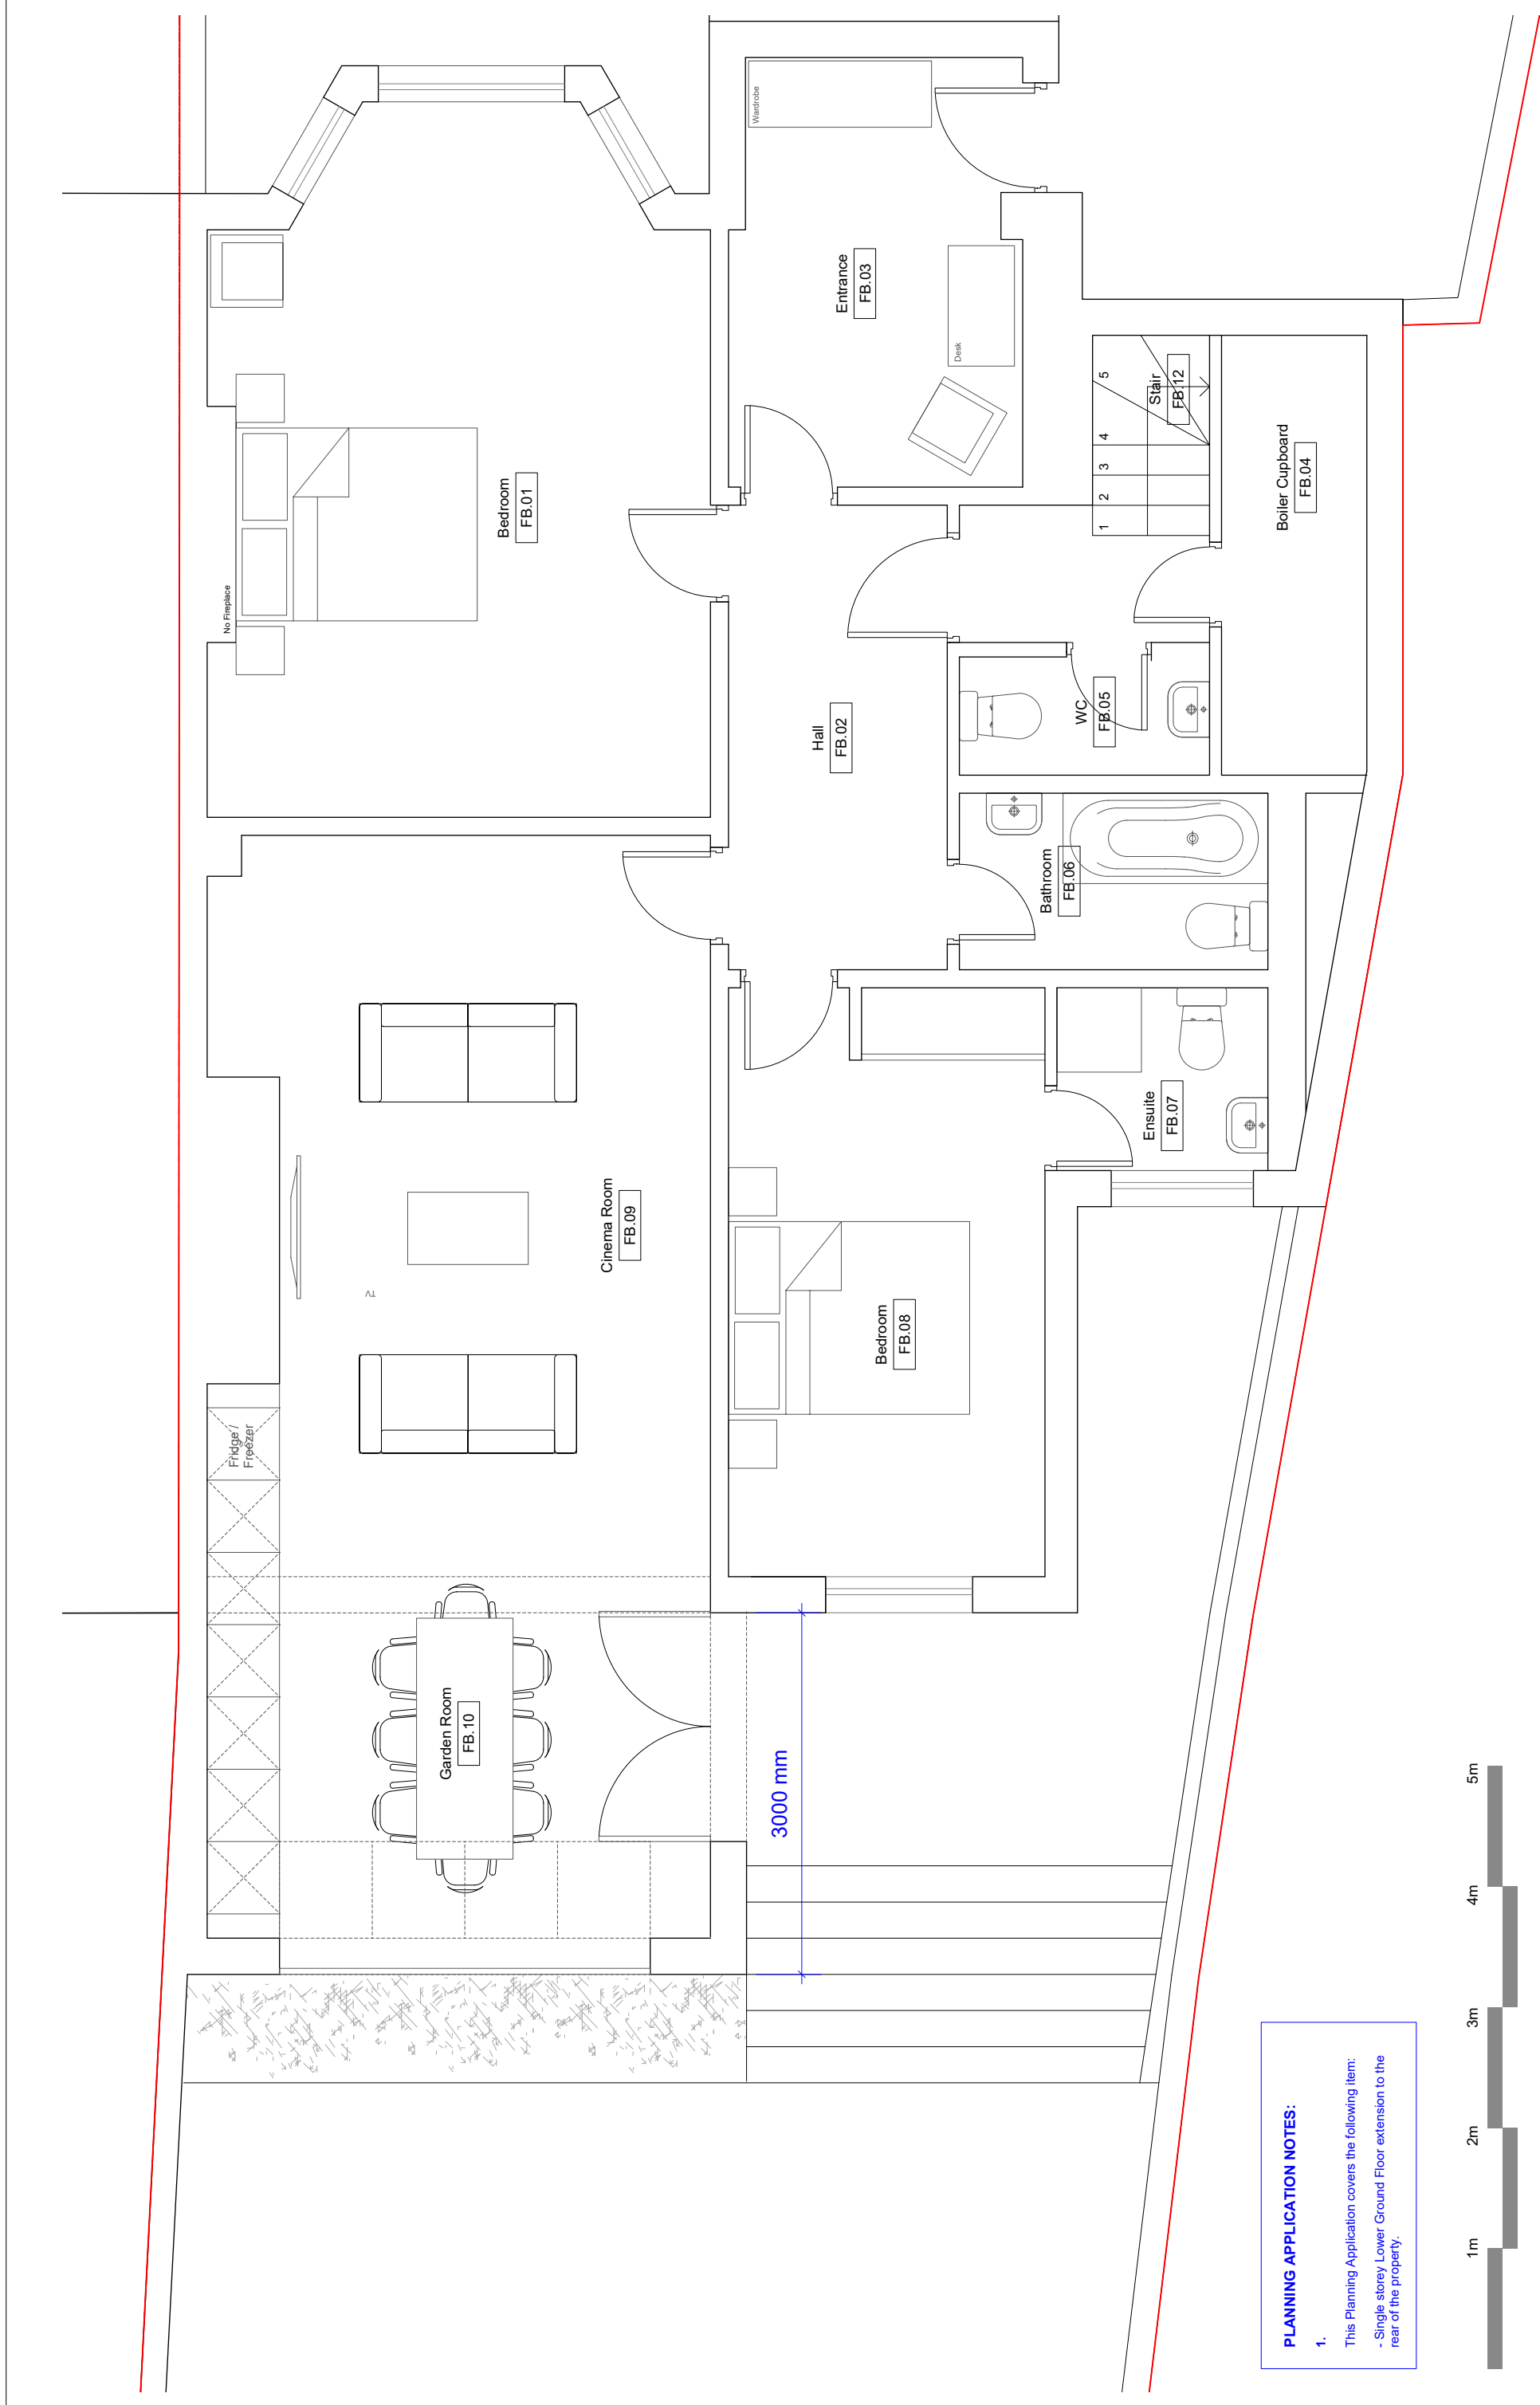 No Fireplace
Bedroom
FB.01
Wardrobe
Entrance
FB.03
Desk
Hall
FB.02
Stair
FB.12
1
2
3
4
5
Boiler Cupboard
FB.04
WC
FB.05
Bathroom
FB.06
Ensuite
FB.07
Cinema Room
FB.09
TV
Bedroom
FB.08
Fridge /
Freezer
Garden Room
FB.10
3000 mm
PLANNING APPLICATION NOTES:
1.
This Planning Application covers the following item:
- Single storey Lower Ground Floor extension to the
rear of the property.
1m
2m
3m
4m
5m